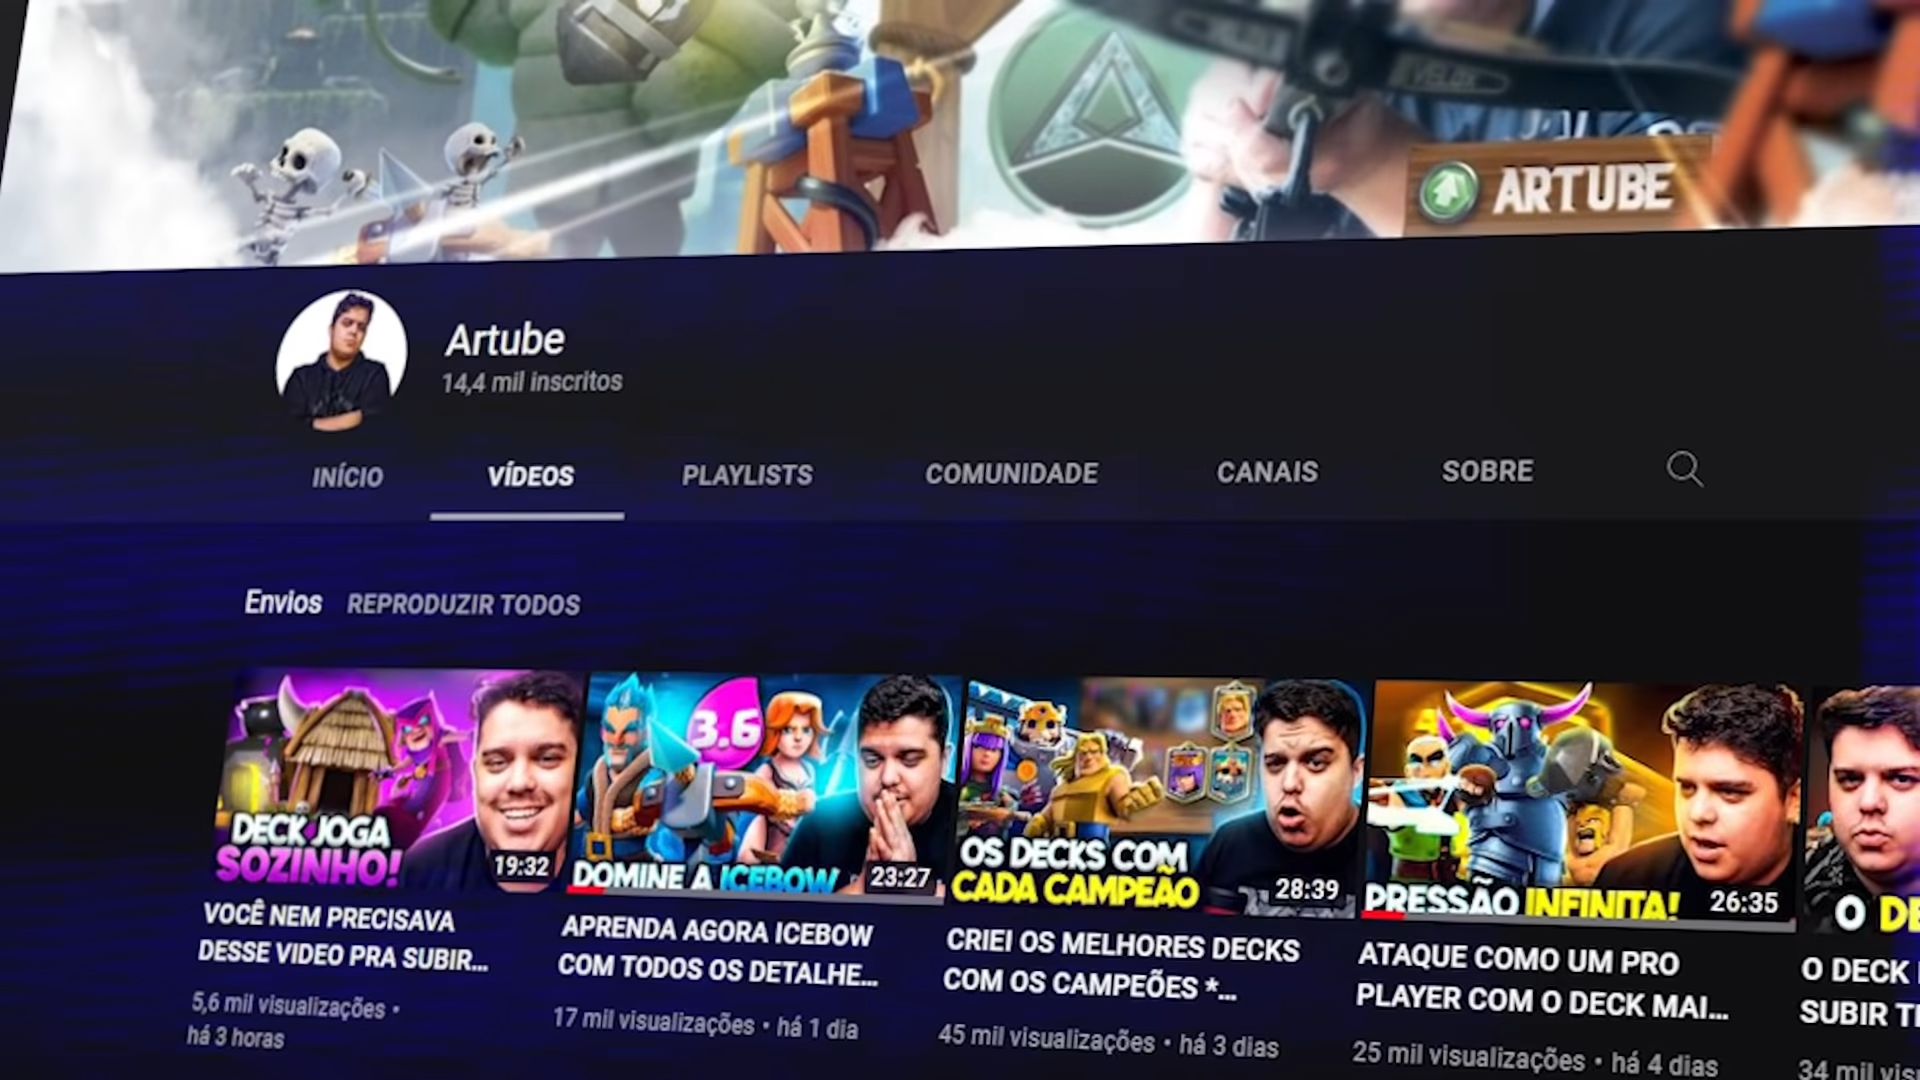 ARTUBE
Artube
14,4 mil inscritos
INÍCIO VÍDEOS PLAYLISTS COMUNIDADE CANAIS SOBRE
Envios REPRODUZIR TODOS
DECK JOGA
SOZINHO!
19:32
3.6
DOMINE A ICEBOW
23:27
OS DECKS COM
CADA CAMPEÃO
28:39
PRESSÃO INFINITA!
26:35
O
VOCÊ NEM PRECISAVA
DESSE VIDEO PRA SUBIR...
5,6 mil visualizações •
há 3 horas
APRENDA AGORA ICEBOW
COM TODOS OS DETALHE...
17 mil visualizações • há 1 dia
CRIEI OS MELHORES DECKS
COM OS CAMPEÕES *...
45 mil visualizações • há 3 dias
ATAQUE COMO UM PRO
PLAYER COM O DECK MAI...
25 mil visualizações • há 4 dias
O DECK
SUBIR
34 mil